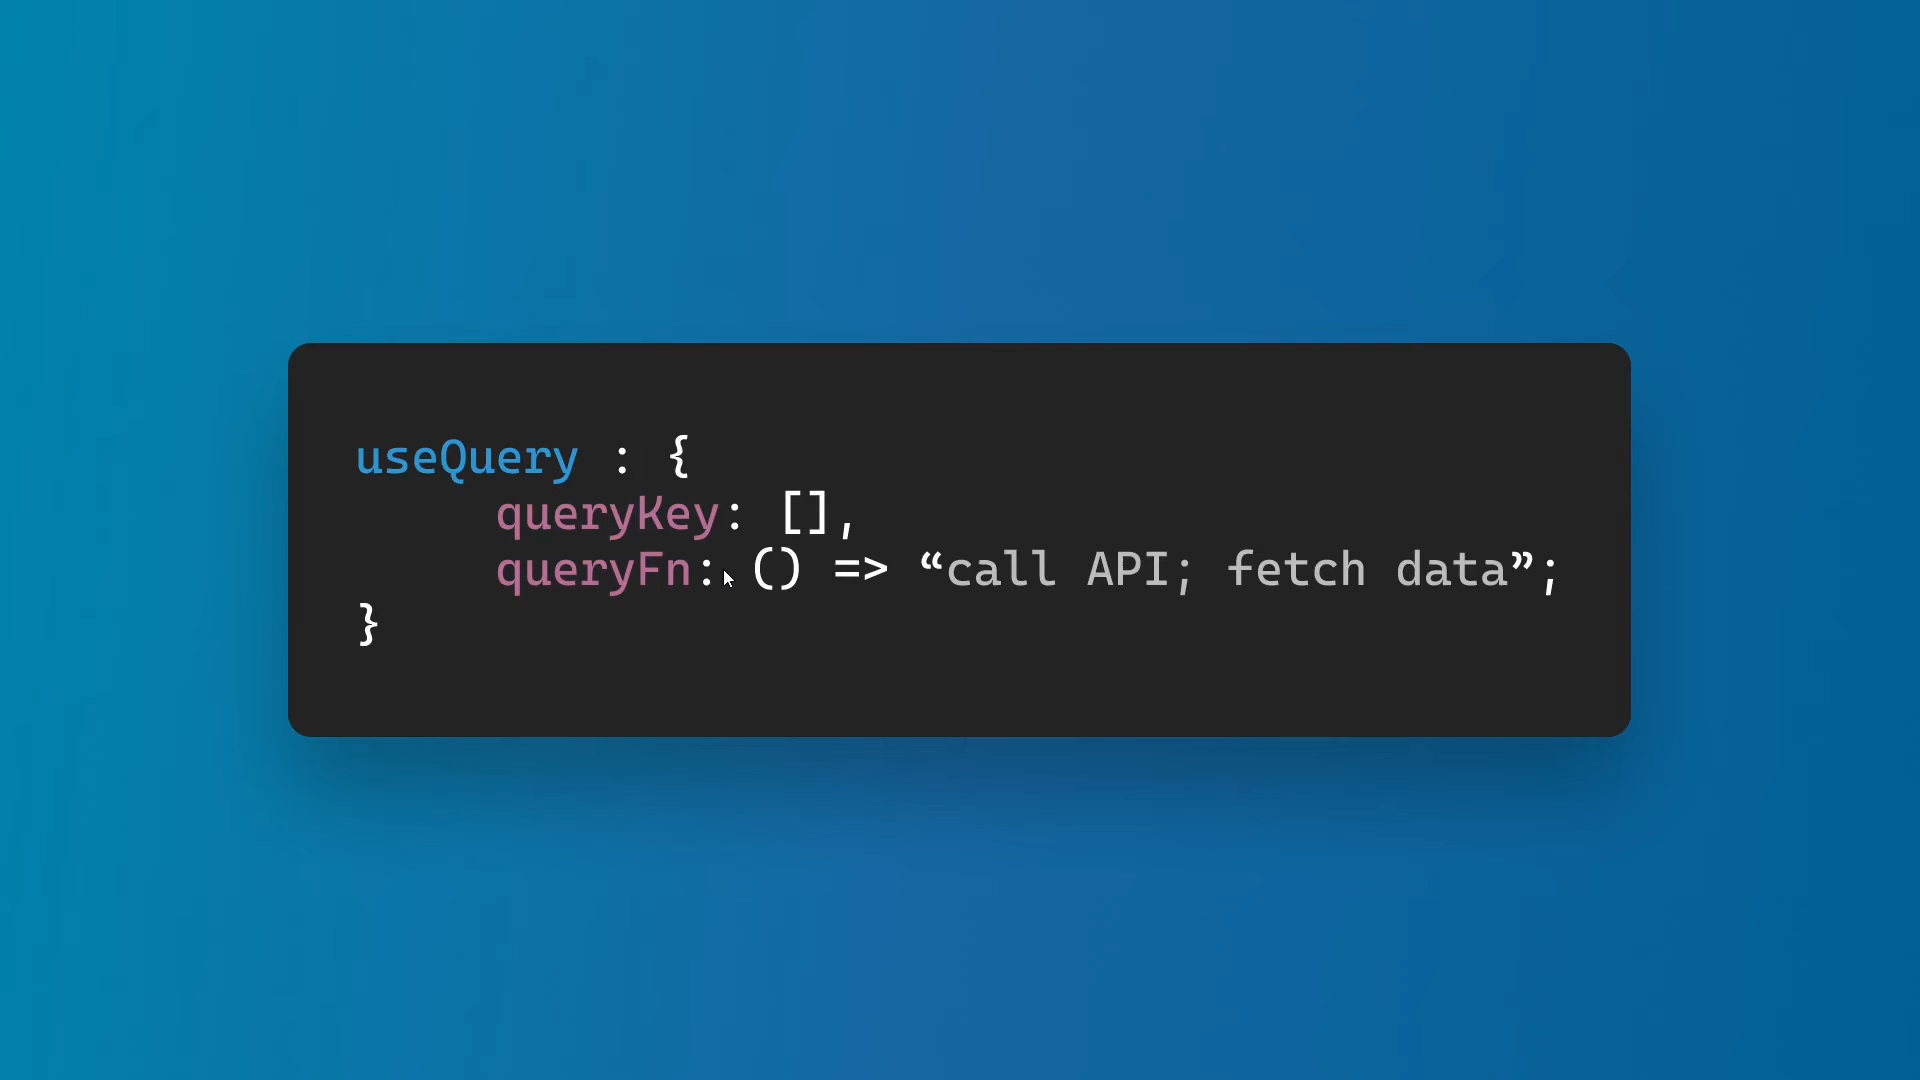 useQuery : {
queryKey: [],
queryFn: () => “call API; fetch data”;
}